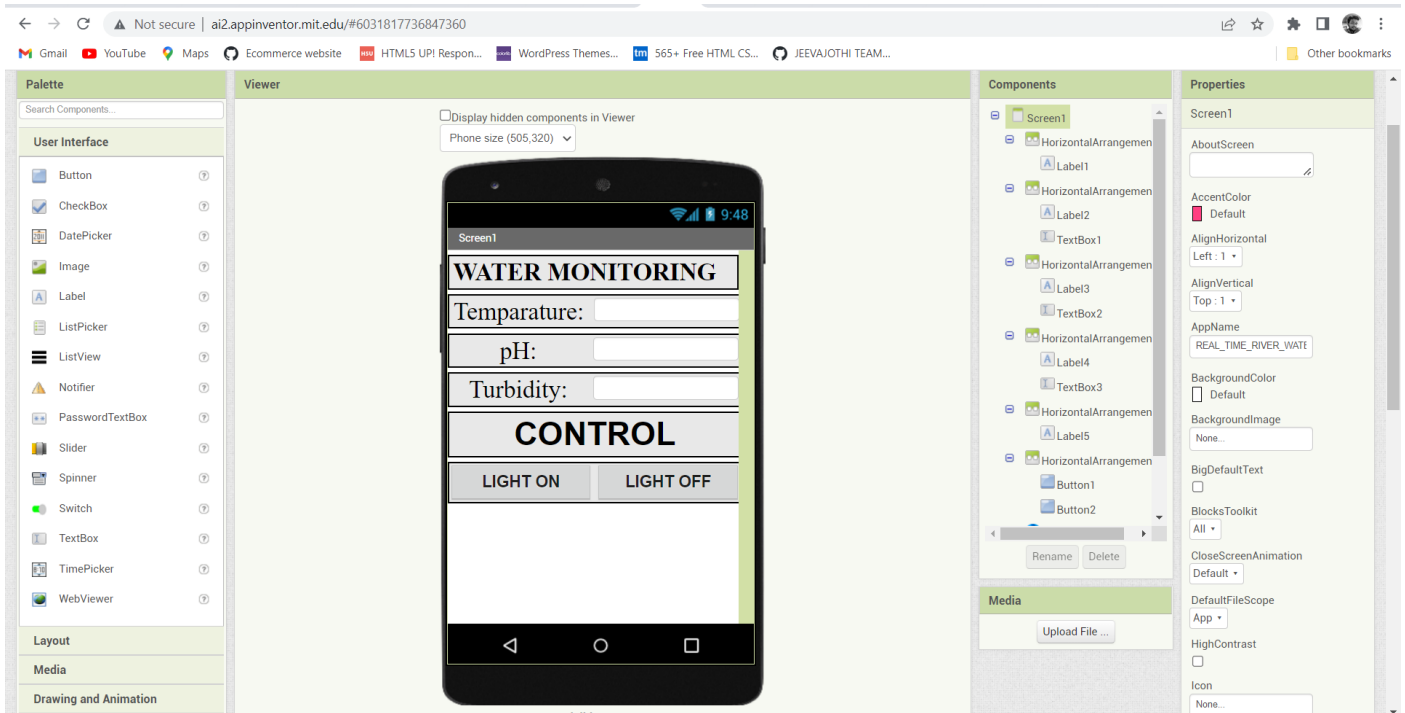 Not secure | ai2.appinventor.mit.edu/#6031817736847360
Gmail YouTube Maps Ecommerce website HTML5 UP! Respon... WordPress Themes... tm 565+ Free HTML CS... JEEVAJOTHI TEAM... Other bookmarks
Palette
Search Components...
User Interface
Button
CheckBox
DatePicker
Image
Label
ListPicker
ListView
Notifier
PasswordTextBox
Slider
Spinner
Switch
TextBox
TimePicker
WebViewer
Layout
Media
Drawing and Animation
Viewer
Display hidden components in Viewer
Phone size (505,320)
9:48
Screen1
WATER MONITORING
Temparature:
pH:
Turbidity:
CONTROL
LIGHT ON LIGHT OFF
Components
Screen1
HorizontalArrangemen
A Label1
HorizontalArrangemen
A Label2
TextBox1
HorizontalArrangemen
A Label3
TextBox2
HorizontalArrangemen
A Label4
TextBox3
HorizontalArrangemen
A Label5
HorizontalArrangemen
Button1
Button2
Rename Delete
Media
Upload File ...
Properties
Screen1
AboutScreen
AccentColor
Default
AlignHorizontal
Left : 1
AlignVertical
Top : 1
AppName
REAL_TIME_RIVER_WATE
BackgroundColor
Default
BackgroundImage
None...
BigDefaultText
BlocksToolkit
All
CloseScreenAnimation
Default
DefaultFileScope
App
HighContrast
Icon
None...